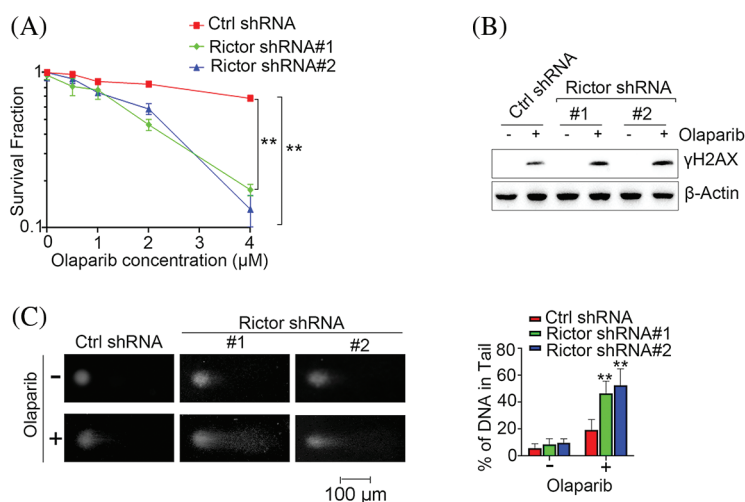 (A)
Ctrl shRNA
Rictor shRNA#1
Rictor shRNA#2
1
0.1
Survival Fraction
**
**
0 1 2 3 4
Olaparib concentration (µM)
(B)
Ctrl shRNA
Rictor shRNA
#1 #2
- + - + - + Olaparib
γH2AX
β-Actin
(C)
Rictor shRNA
Ctrl shRNA #1 #2
Olaparib
-
+
100 µm
Ctrl shRNA
Rictor shRNA#1
Rictor shRNA#2
% of DNA in Tail
80
60
40
20
0
**
**
- +
Olaparib